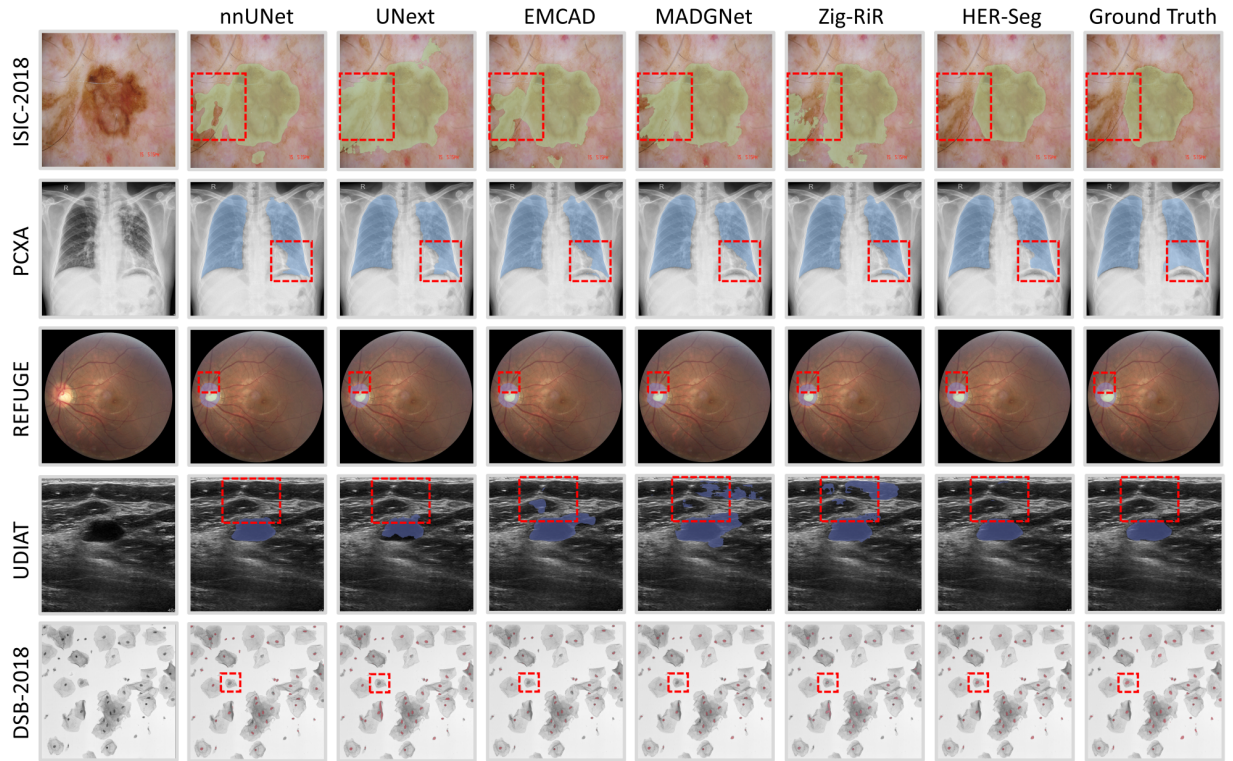 nnUNet UNext EMCAD MADGNet Zig-RiR HER-Seg Ground Truth
ISIC-2018
PCXA
R R R R R R R R
REFUGE
UDIAT
DSB-2018